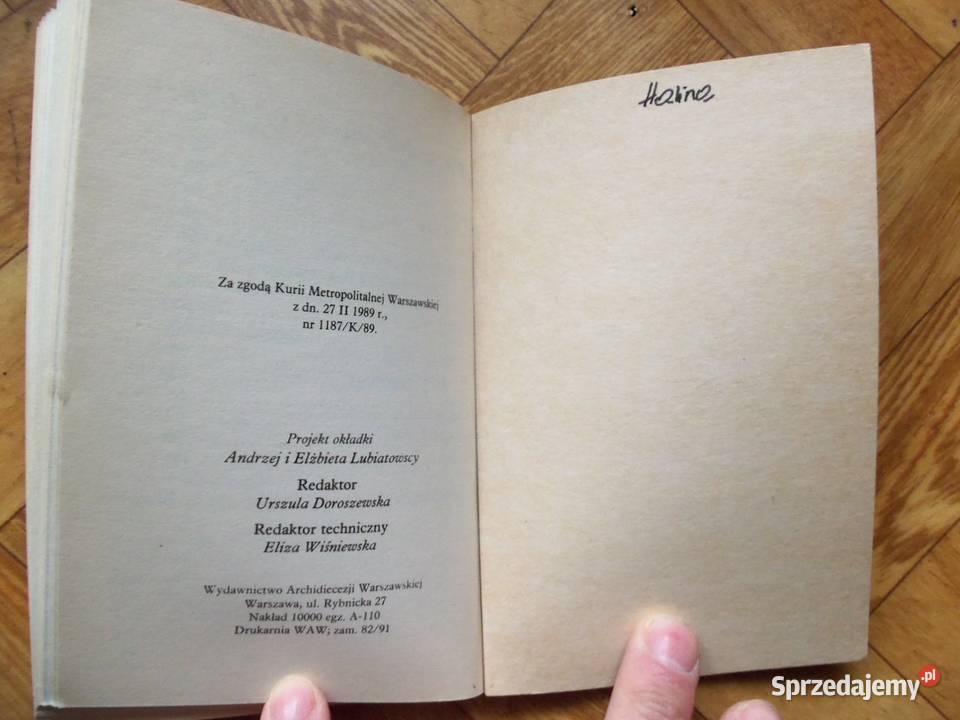 Za zgodą Kurii Metropolitalnej Warszawskiej
z dn. 27 II 1989 r.,
nr 1187/K/89.
Projekt okładki
Andrzej i Elżbieta Lubiatowscy
Redaktor
Urszula Doroszewska
Redaktor techniczny
Eliza Wiśniewska
Wydawnictwo Archidiecezji Warszawskiej
Warszawa, ul. Rybnicka 27
Nakład 10000 egz. A-110
Drukarnia WAW; zam. 82/91
Halina
Sprzedajemy.pl